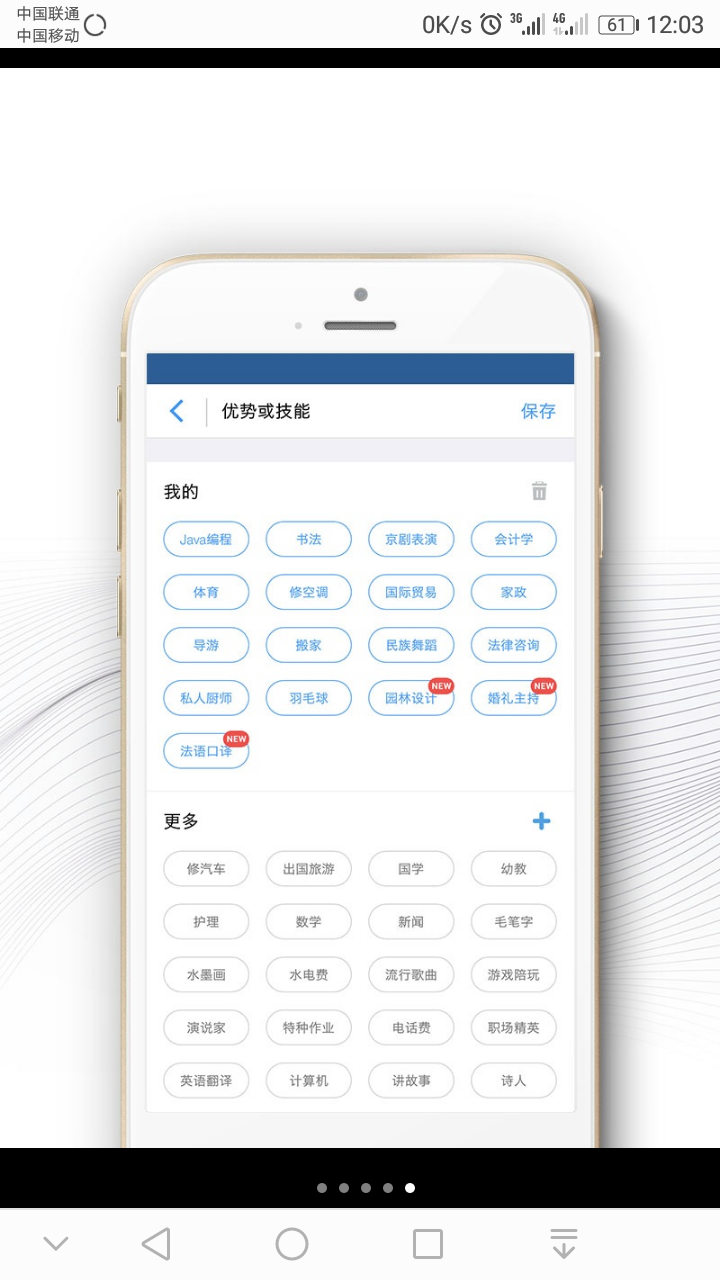 中国联通
中国移动
0K/s 3G 4G 61 12:03
优势或技能 保存
我的
Java编程 书法 京剧表演 会计学
体育 修空调 国际贸易 家政
导游 搬家 民族舞蹈 法律咨询
私人厨师 羽毛球 园林设计 NEW 婚礼主持 NEW
法语口译 NEW
更多
修汽车 出国旅游 国学 幼教
护理 数学 新闻 毛笔字
水墨画 水电费 流行歌曲 游戏陪玩
演说家 特种作业 电话费 职场精英
英语翻译 计算机 讲故事 诗人